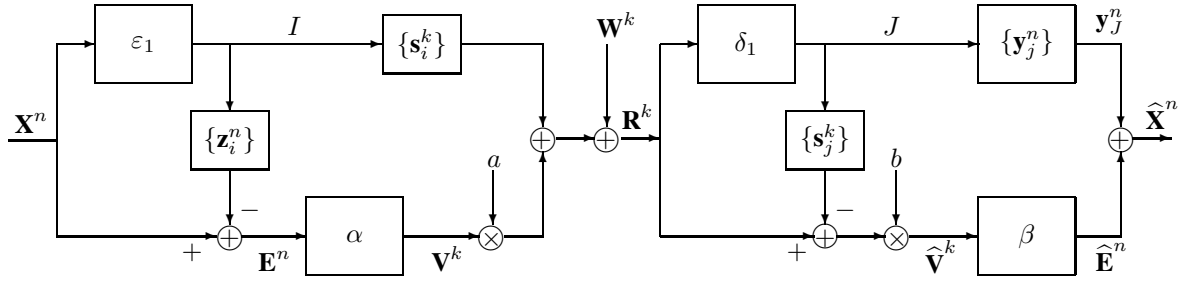 X^n
ε_1
I
{s_i^k}
{z_i^n}
−
+
E^n
α
V^k
a
×
+
W^k
+
+
R^k
δ_1
J
{y_j^n}
y_J^n
{s_j^k}
−
+
+
b
×
V̂^k
β
Ê^n
+
X̂^n